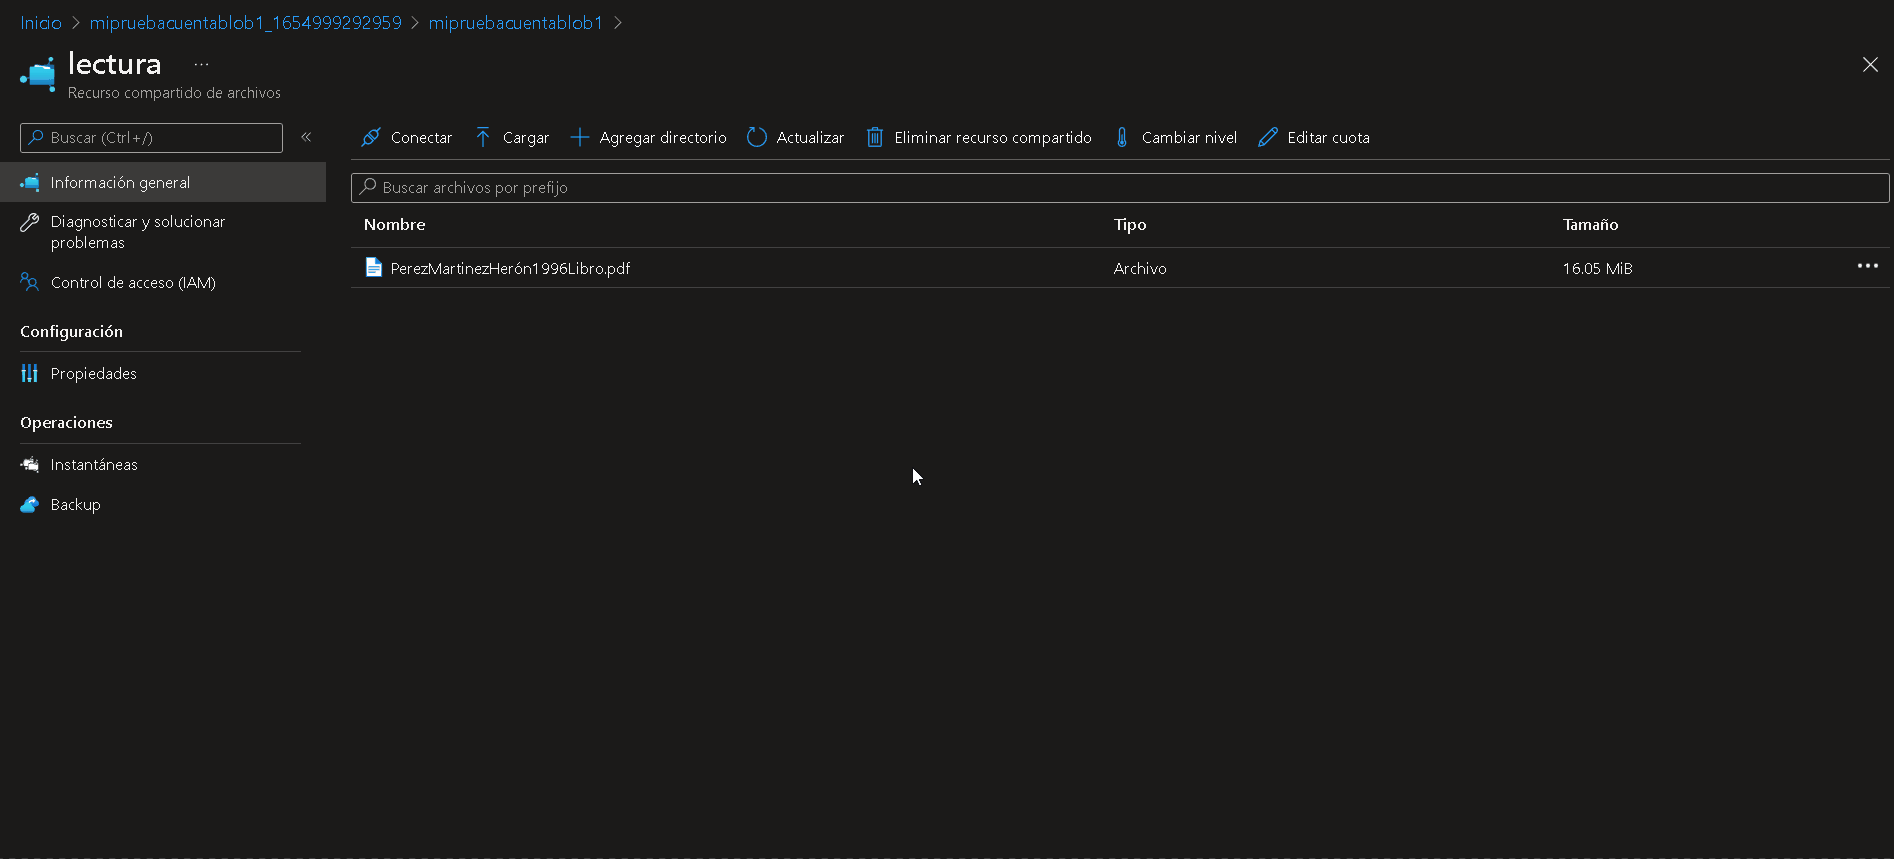 Inicio > mipruebacuentablob1_1654999292959 > mipruebacuentablob1 >
lectura ...
Recurso compartido de archivos
Buscar (Ctrl+/) «
Conectar Cargar Agregar directorio Actualizar Eliminar recurso compartido Cambiar nivel Editar cuota
Información general
Diagnosticar y solucionar
problemas
Control de acceso (IAM)
Configuración
Propiedades
Operaciones
Instantáneas
Backup
Buscar archivos por prefijo
Nombre Tipo Tamaño
PerezMartinezHerón1996Libro.pdf Archivo 16.05 MiB ...